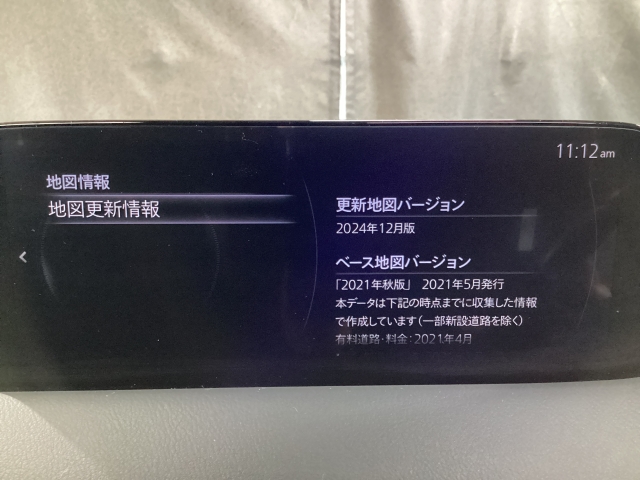 11:12 am
地図情報
地図更新情報
更新地図バージョン
2024年12月版
ベース地図バージョン
「2021年秋版」 2021年5月発行
本データは下記の時点までに収集した情報
で作成しています(一部新設道路を除く)
有料道路・料金:2021年4月